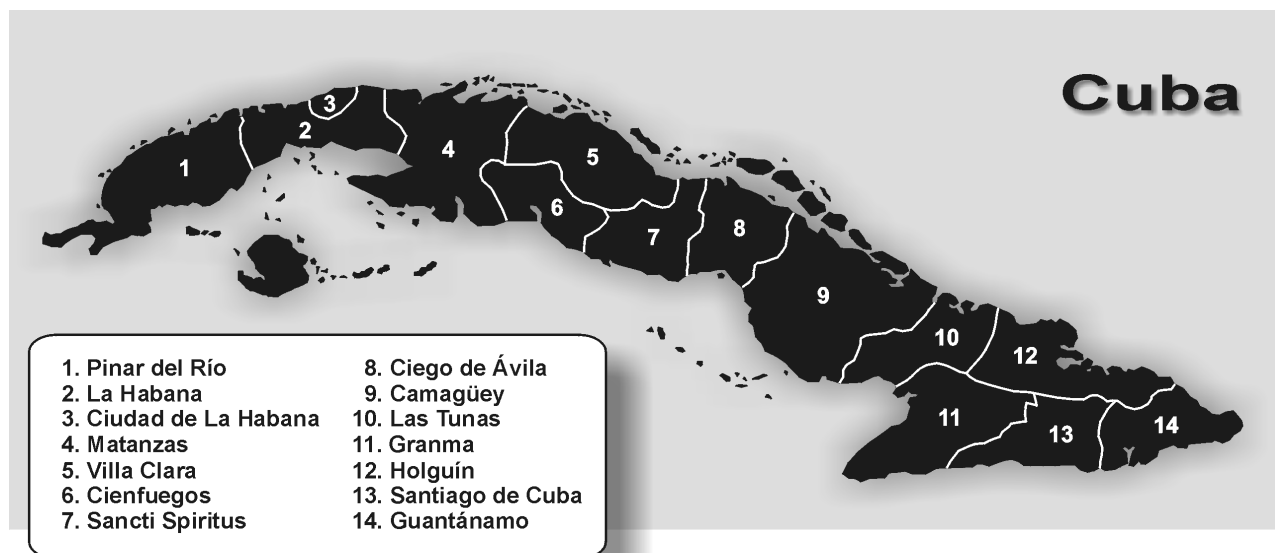 Cuba
3
2
1
4
5
6
7
8
9
10
12
11
13
14
1. Pinar del Río
2. La Habana
3. Ciudad de La Habana
4. Matanzas
5. Villa Clara
6. Cienfuegos
7. Sancti Spiritus
8. Ciego de Ávila
9. Camagüey
10. Las Tunas
11. Granma
12. Holguín
13. Santiago de Cuba
14. Guantánamo